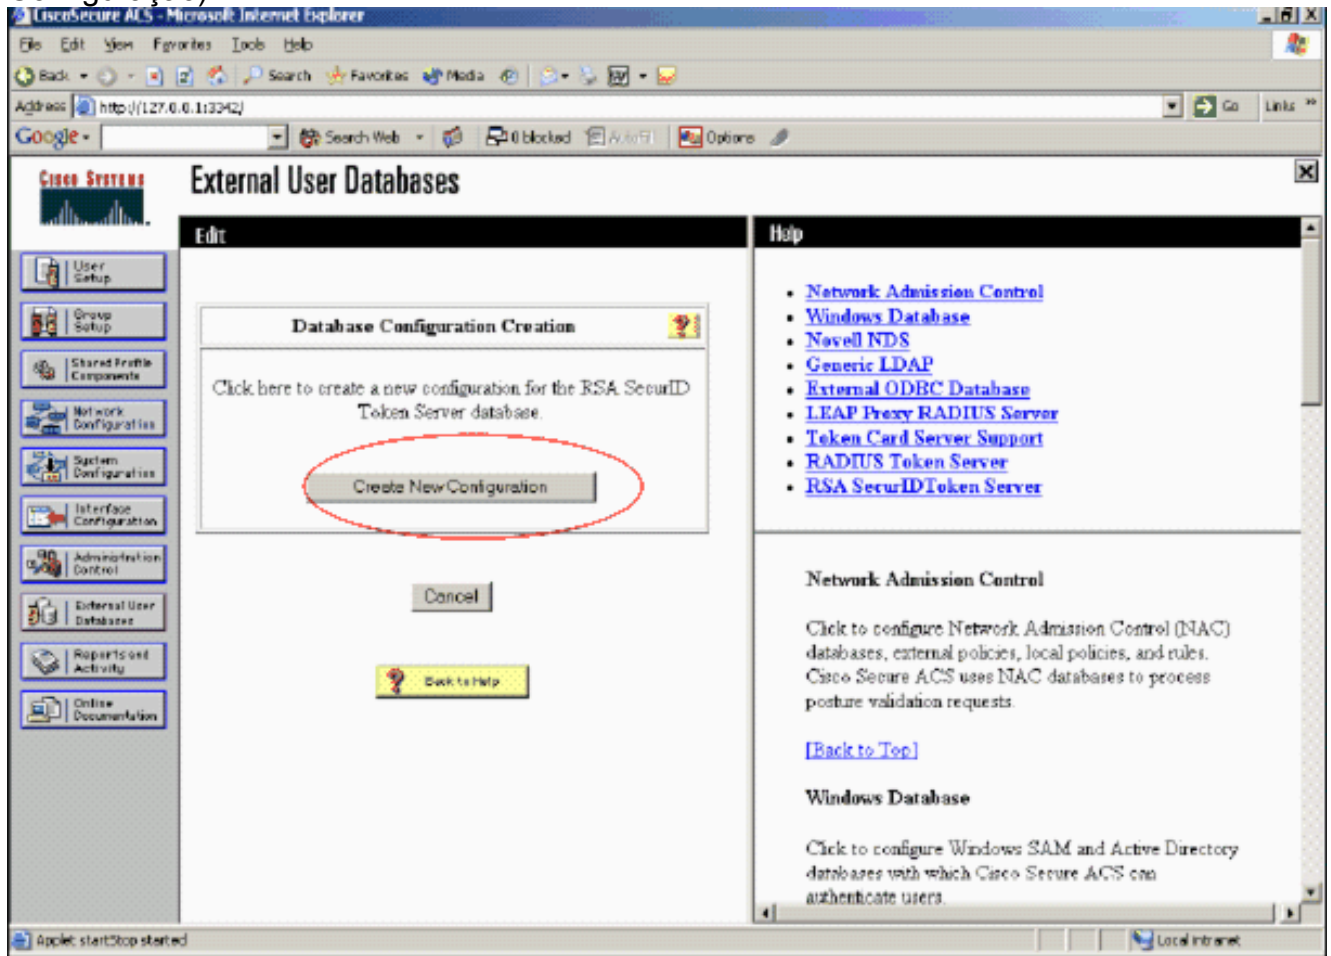 CiscoSecure ACS - Microsoft Internet Explorer
File Edit View Favorites Tools Help
Back Search Favorites Media
Address http://127.0.0.1:3342/ Go Links »
Google Search Web 0 blocked AutoFill Options
CISCO SYSTEMS
External User Databases
Edit
User Setup
Group Setup
Shared Profile Components
Network Configuration
System Configuration
Interface Configuration
Administration Control
External User Databases
Reports and Activity
Online Documentation
Database Configuration Creation
Click here to create a new configuration for the RSA SecurID
Token Server database.
Create New Configuration
Cancel
Back to Help
Help
• Network Admission Control
• Windows Database
• Novell NDS
• Generic LDAP
• External ODBC Database
• LEAP Proxy RADIUS Server
• Token Card Server Support
• RADIUS Token Server
• RSA SecurIDToken Server
Network Admission Control
Click to configure Network Admission Control (NAC)
databases, external policies, local policies, and rules.
Cisco Secure ACS uses NAC databases to process
posture validation requests.
[Back to Top]
Windows Database
Click to configure Windows SAM and Active Directory
databases with which Cisco Secure ACS can
authenticate users.
Applet startStop started
Local intranet